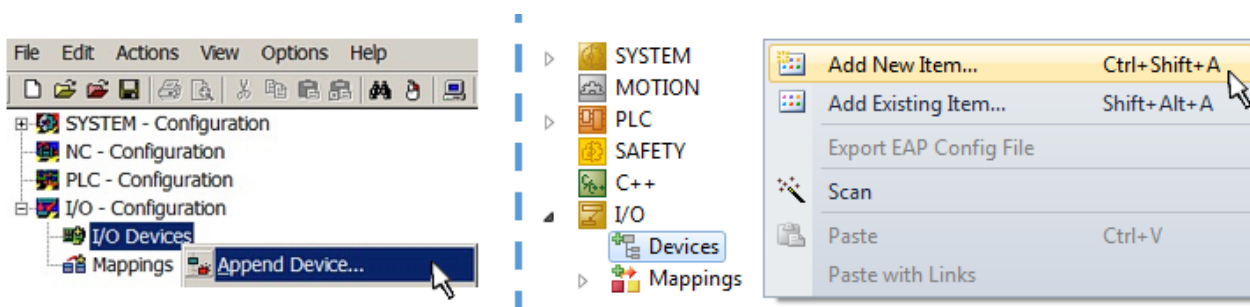 File Edit Actions View Options Help
SYSTEM - Configuration
NC - Configuration
PLC - Configuration
I/O - Configuration
I/O Devices
Mappings
Append Device...
SYSTEM
MOTION
PLC
SAFETY
C++
I/O
Devices
Mappings
Add New Item... Ctrl+Shift+A
Add Existing Item... Shift+Alt+A
Export EAP Config File
Scan
Paste Ctrl+V
Paste with Links